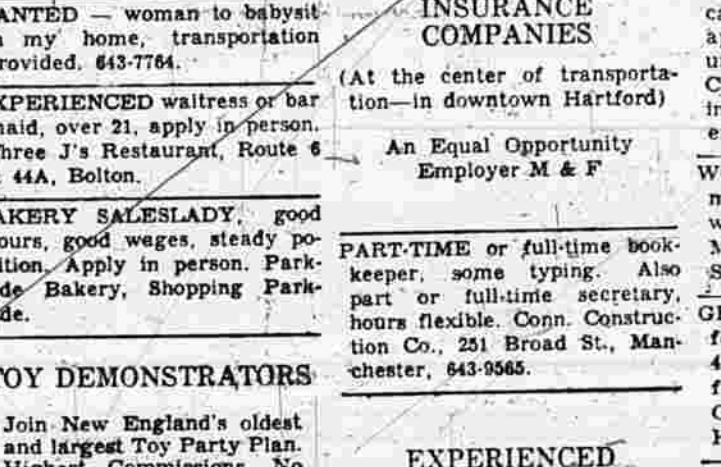 ANTED — woman to babysit
my home, transportation
rovided. 643-7764.
XPERIENCED waitress or bar
naid, over 21, apply in person.
hree J's Restaurant, Route 6
44A, Bolton.
AKERY SALESLADY, good
ours, good wages, steady po-
ition. Apply in person. Park-
de Bakery, Shopping Park-
de.
TOY DEMONSTRATORS
Join New England's oldest
and largest Toy Party Plan.
Highest Commissions. No
INSURANCE
COMPANIES
(At the center of transporta-
tion—in downtown Hartford)
An Equal Opportunity
Employer M & F
PART-TIME or full-time book-
keeper, some typing. Also
part or full-time secretary,
hours flexible. Conn. Construc-
tion Co., 251 Broad St., Man-
chester, 643-9565.
EXPERIENCED